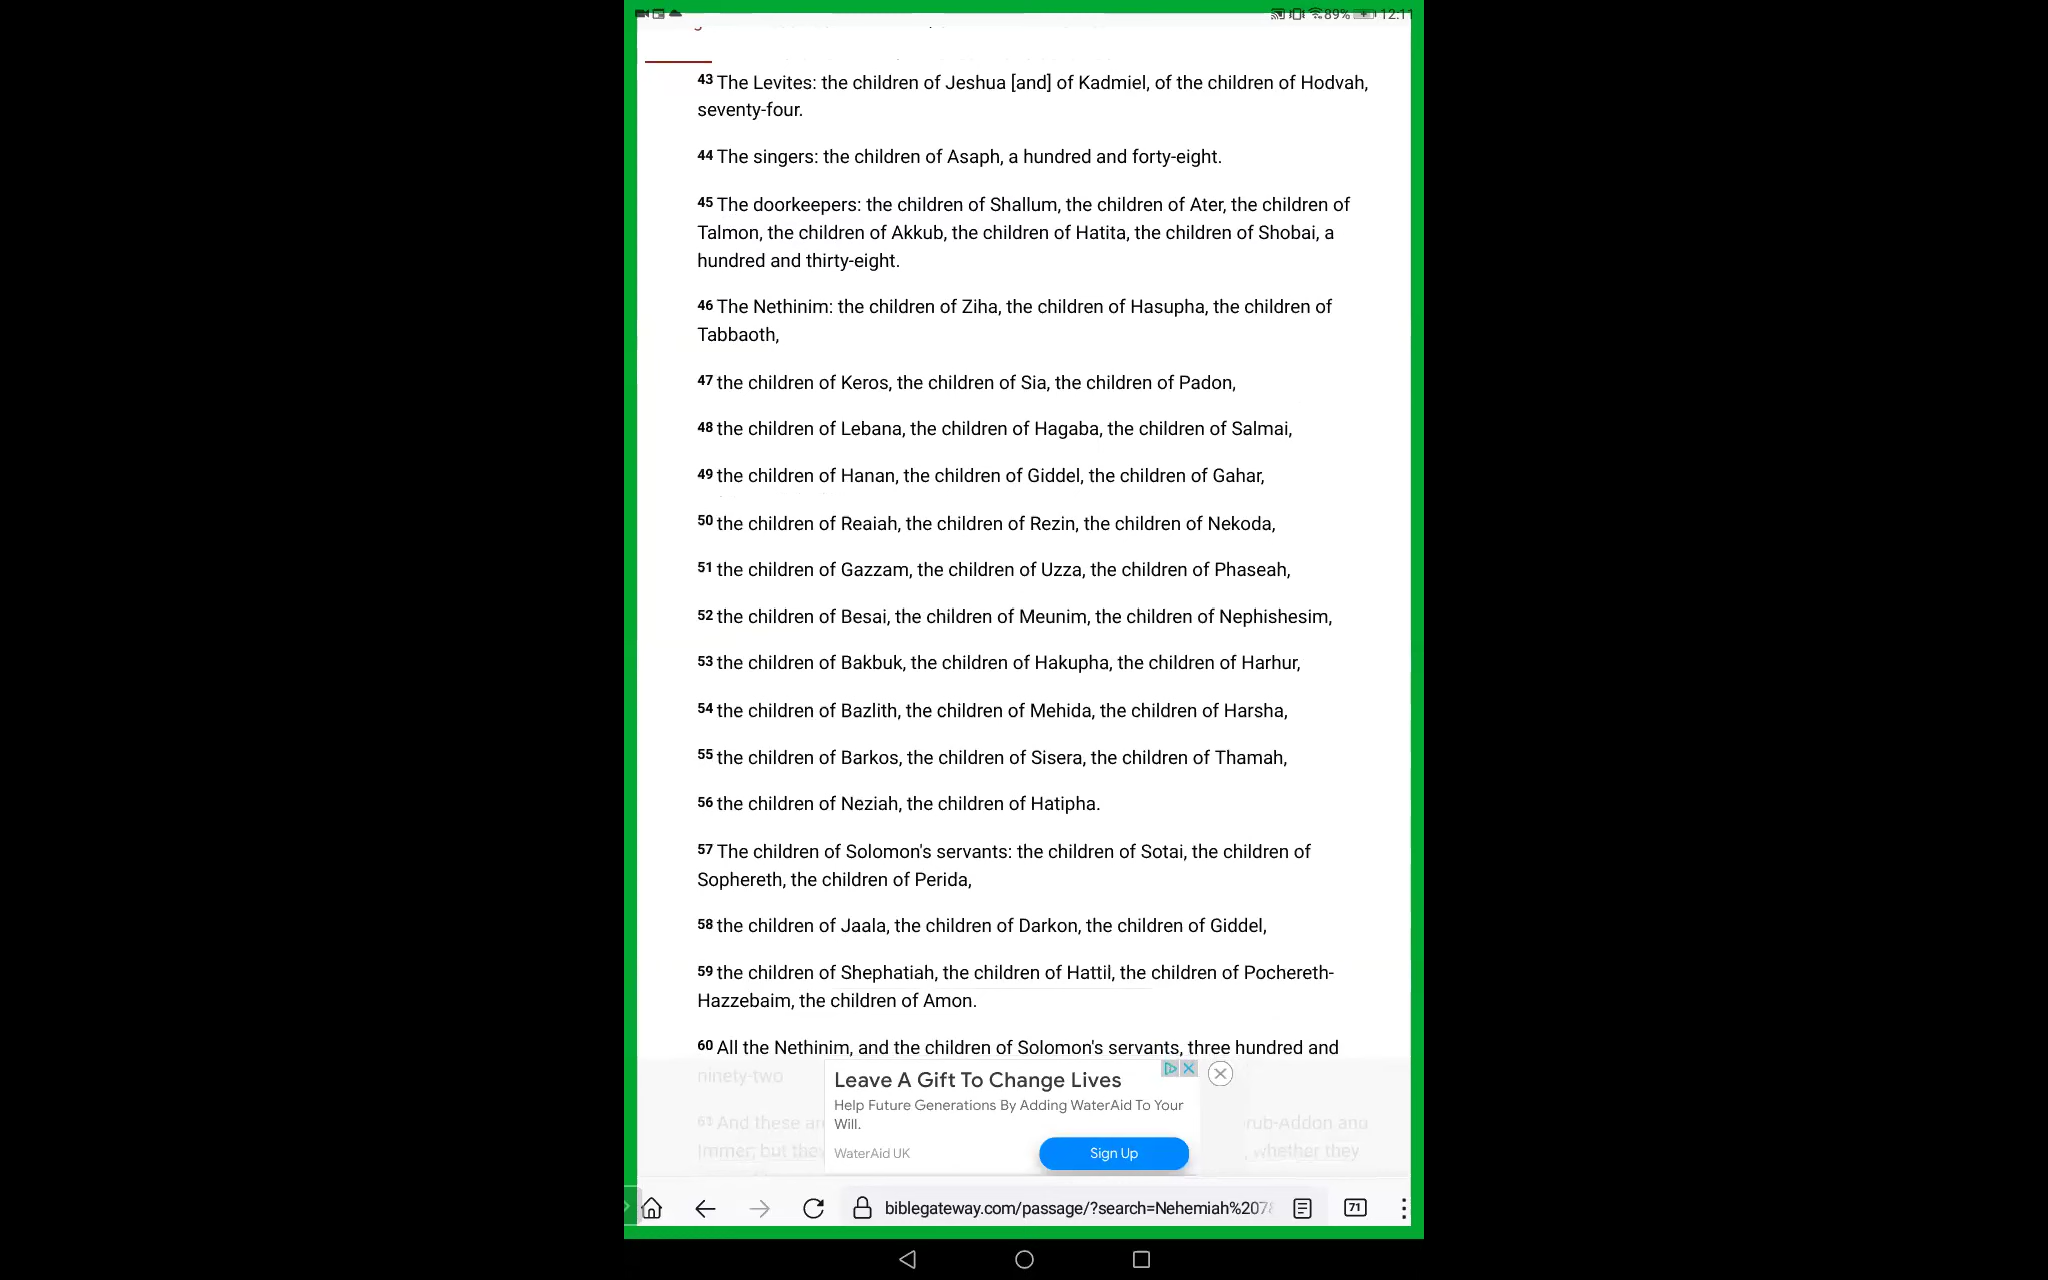 89% 12:11
43 The Levites: the children of Jeshua [and] of Kadmiel, of the children of Hodvah,
seventy-four.
44 The singers: the children of Asaph, a hundred and forty-eight.
45 The doorkeepers: the children of Shallum, the children of Ater, the children of
Talmon, the children of Akkub, the children of Hatita, the children of Shobai, a
hundred and thirty-eight.
46 The Nethinim: the children of Ziha, the children of Hasupha, the children of
Tabbaoth,
47 the children of Keros, the children of Sia, the children of Padon,
48 the children of Lebana, the children of Hagaba, the children of Salmai,
49 the children of Hanan, the children of Giddel, the children of Gahar,
50 the children of Reaiah, the children of Rezin, the children of Nekoda,
51 the children of Gazzam, the children of Uzza, the children of Phaseah,
52 the children of Besai, the children of Meunim, the children of Nephishesim,
53 the children of Bakbuk, the children of Hakupha, the children of Harhur,
54 the children of Bazlith, the children of Mehida, the children of Harsha,
55 the children of Barkos, the children of Sisera, the children of Thamah,
56 the children of Neziah, the children of Hatipha.
57 The children of Solomon's servants: the children of Sotai, the children of
Sophereth, the children of Perida,
58 the children of Jaala, the children of Darkon, the children of Giddel,
59 the children of Shephatiah, the children of Hattil, the children of Pochereth-
Hazzebaim, the children of Amon.
60 All the Nethinim, and the children of Solomon's servants, three hundred and
ninety-two
61 And these rub-Addon and
Immer; but they , whether they
Leave A Gift To Change Lives
Help Future Generations By Adding WaterAid To Your
Will.
WaterAid UK
Sign Up
biblegateway.com/passage/?search=Nehemiah%207
71